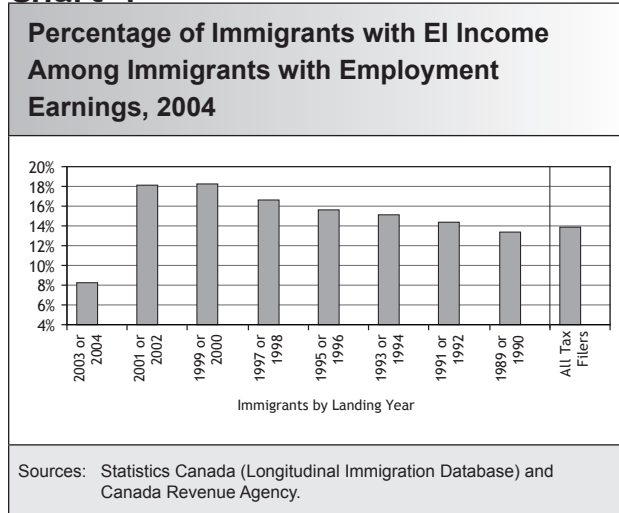 Percentage of Immigrants with EI Income
Among Immigrants with Employment
Earnings, 2004
20%
18%
16%
14%
12%
10%
8%
6%
4%
2003 or
2004
2001 or
2002
1999 or
2000
1997 or
1998
1995 or
1996
1993 or
1994
1991 or
1992
1989 or
1990
All Tax
Filers
Immigrants by Landing Year
Sources: Statistics Canada (Longitudinal Immigration Database) and
Canada Revenue Agency.